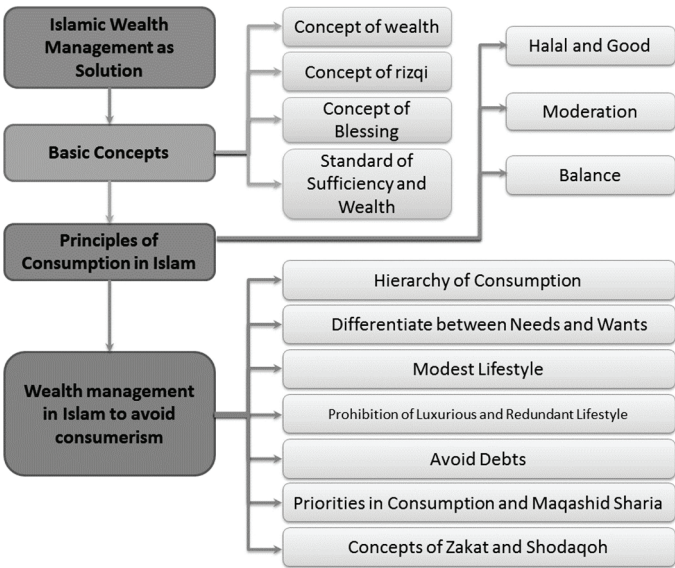 Islamic Wealth
Management as
Solution
Basic Concepts
Concept of wealth
Concept of rizqi
Concept of
Blessing
Standard of
Sufficiency and
Wealth
Principles of
Consumption in Islam
Halal and Good
Moderation
Balance
Wealth management
in Islam to avoid
consumerism
Hierarchy of Consumption
Differentiate between Needs and Wants
Modest Lifestyle
Prohibition of Luxurious and Redundant Lifestyle
Avoid Debts
Priorities in Consumption and Maqashid Sharia
Concepts of Zakat and Shodaqoh